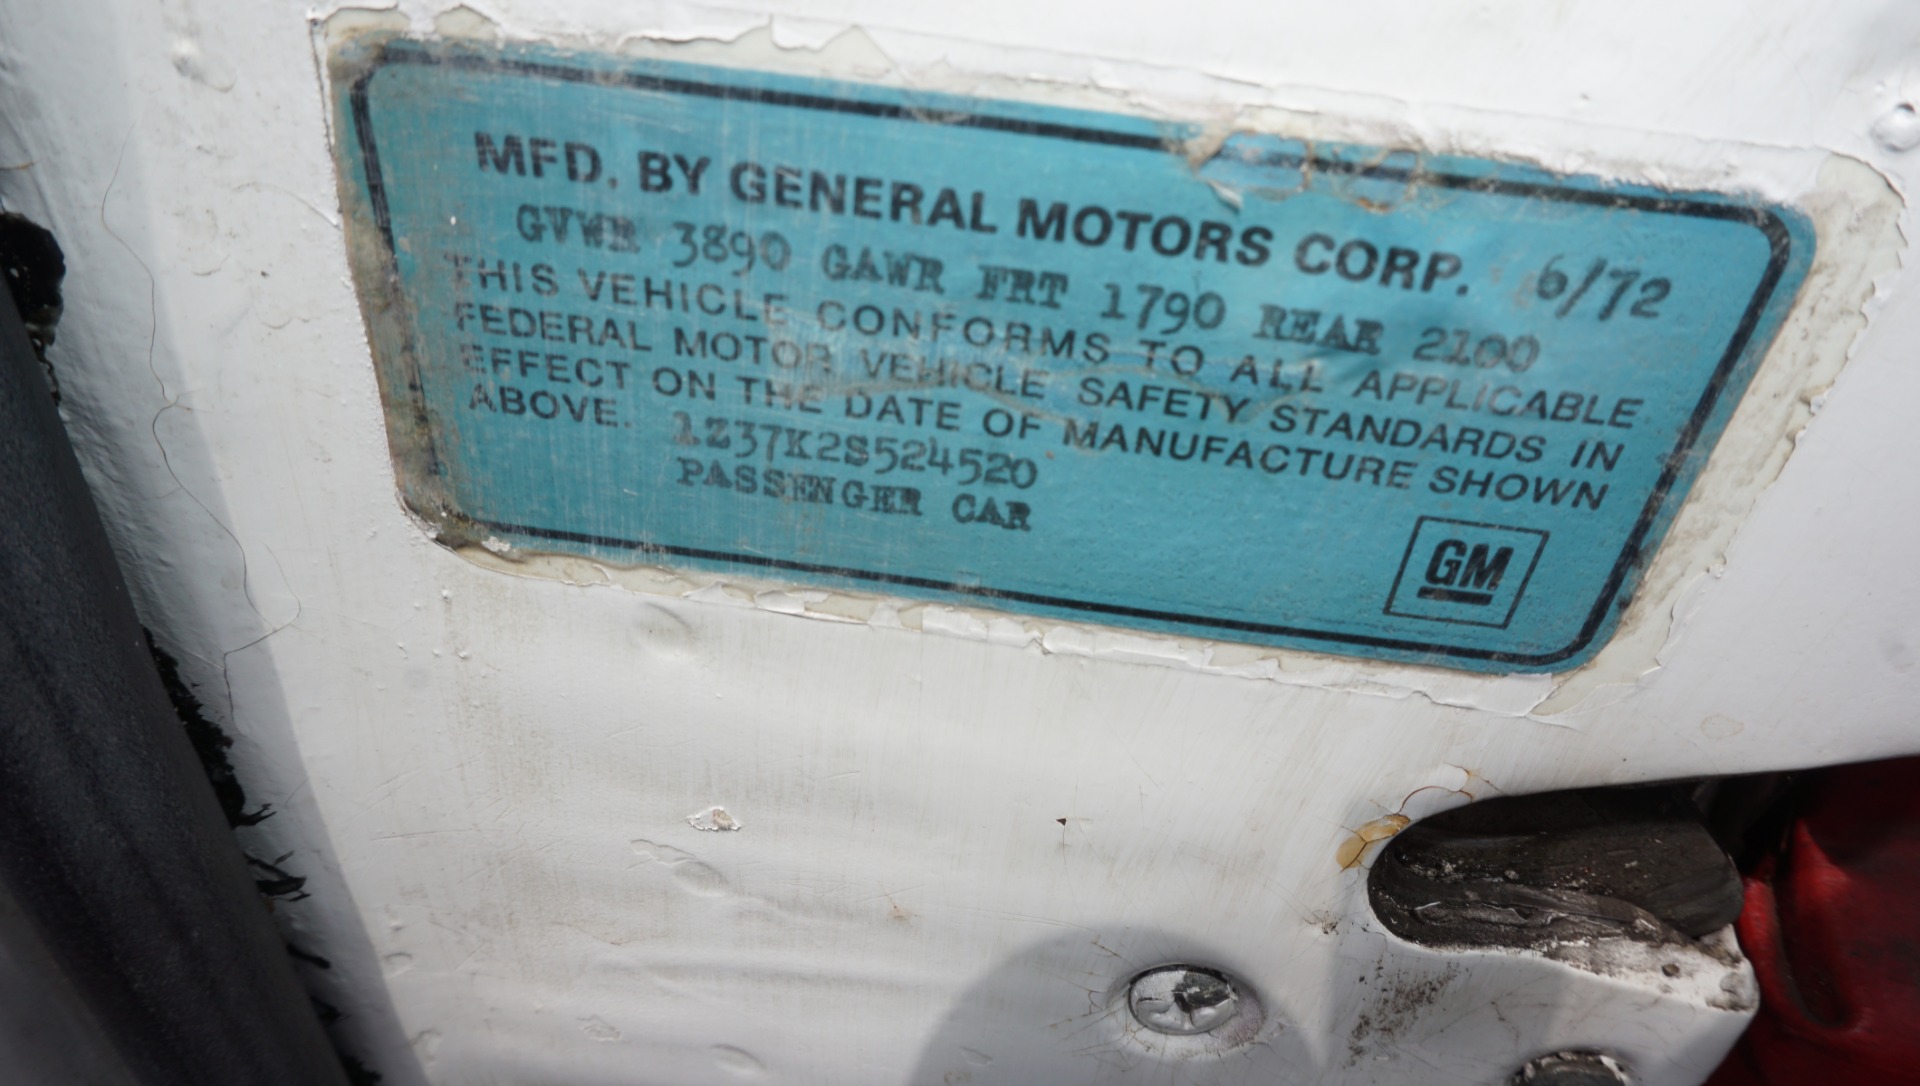 MFD. BY GENERAL MOTORS CORP. 6/72
GVWR 3890 GAWR FRT 1790 REAR 2100
THIS VEHICLE CONFORMS TO ALL APPLICABLE
FEDERAL MOTOR VEHICLE SAFETY STANDARDS IN
EFFECT ON THE DATE OF MANUFACTURE SHOWN
ABOVE. 1Z37K2S524520
PASSENGER CAR
GM